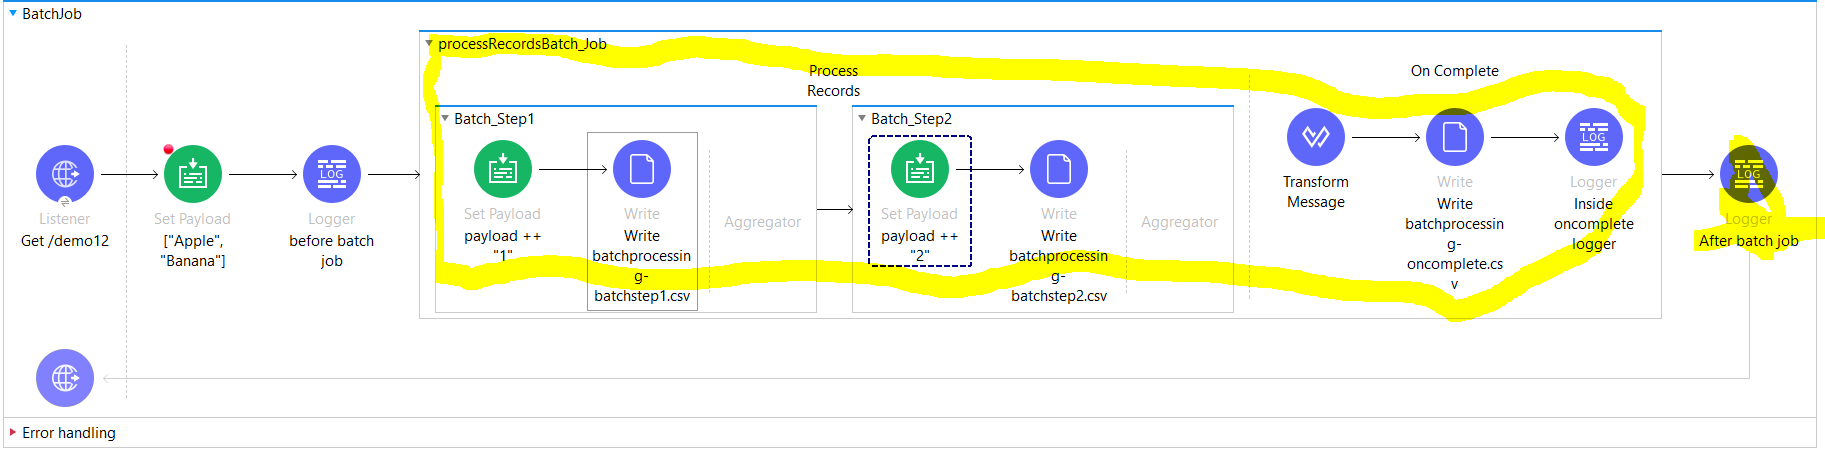 BatchJob
processRecordsBatch_Job
Process
Records
On Complete
Batch_Step1
Batch_Step2
Listener
Get /demo12
Set Payload
["Apple",
"Banana"]
LOG
Logger
before batch
job
Set Payload
payload ++
"1"
Write
Write
batchprocessin
g-
batchstep1.csv
Aggregator
Set Payload
payload ++
"2"
Write
Write
batchprocessin
g-
batchstep2.csv
Aggregator
Transform
Message
Write
Write
batchprocessin
g-
oncomplete.cs
v
LOG
Logger
Inside
oncomplete
logger
LOG
Logger
After batch job
Error handling